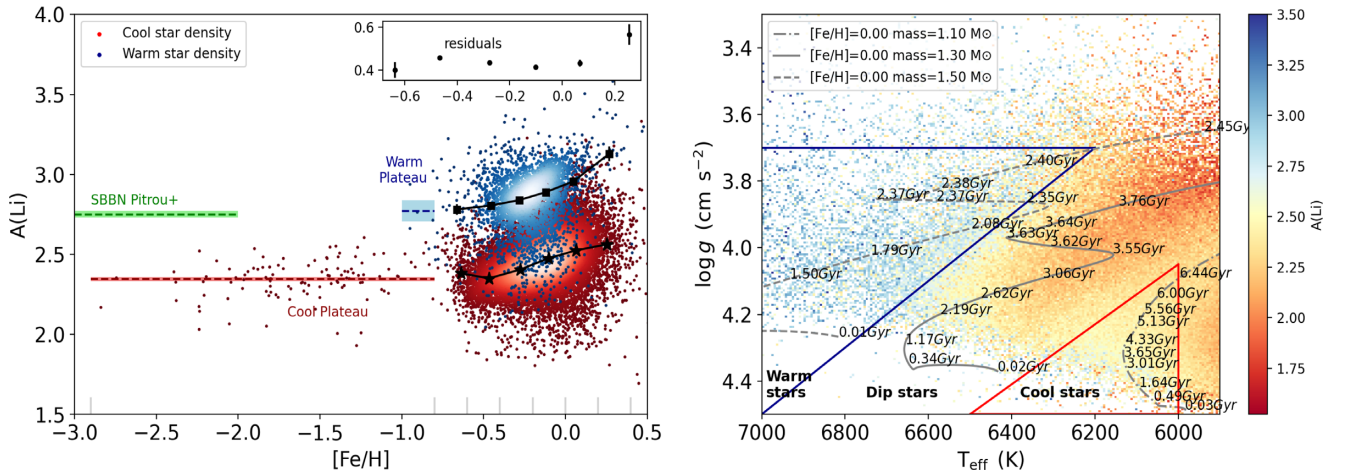 4.0
3.5
3.0
2.5
2.0
1.5
A(Li)
Cool star density
Warm star density
0.6
0.4
residuals
−0.6 −0.4 −0.2 0.0 0.2
Warm
Plateau
SBBN Pitrou+
Cool Plateau
−3.0 −2.5 −2.0 −1.5 −1.0 −0.5 0.0 0.5
[Fe/H]
3.4
3.6
3.8
4.0
4.2
4.4
log g (cm s⁻²)
[Fe/H]=0.00 mass=1.10 M⊙
[Fe/H]=0.00 mass=1.30 M⊙
[Fe/H]=0.00 mass=1.50 M⊙
2.45Gy
2.40Gyr
2.38Gyr
2.37Gyr
2.37Gyr
2.35Gyr
3.76Gyr
2.08Gyr
3.64Gyr
3.63Gyr
3.62Gyr
1.79Gyr
3.55Gyr
1.50Gyr
3.06Gyr
6.44Gyr
2.62Gyr
6.00Gyr
2.19Gyr
5.56Gyr
5.13Gyr
0.01Gyr
1.17Gyr
4.33Gyr
3.65Gyr
0.34Gyr
3.01Gyr
0.02Gyr
1.64Gyr
0.49Gyr
0.03Gyr
Warm
stars
Dip stars
Cool stars
7000 6800 6600 6400 6200 6000
Teff (K)
3.50
3.25
3.00
2.75
2.50
2.25
2.00
1.75
A(Li)